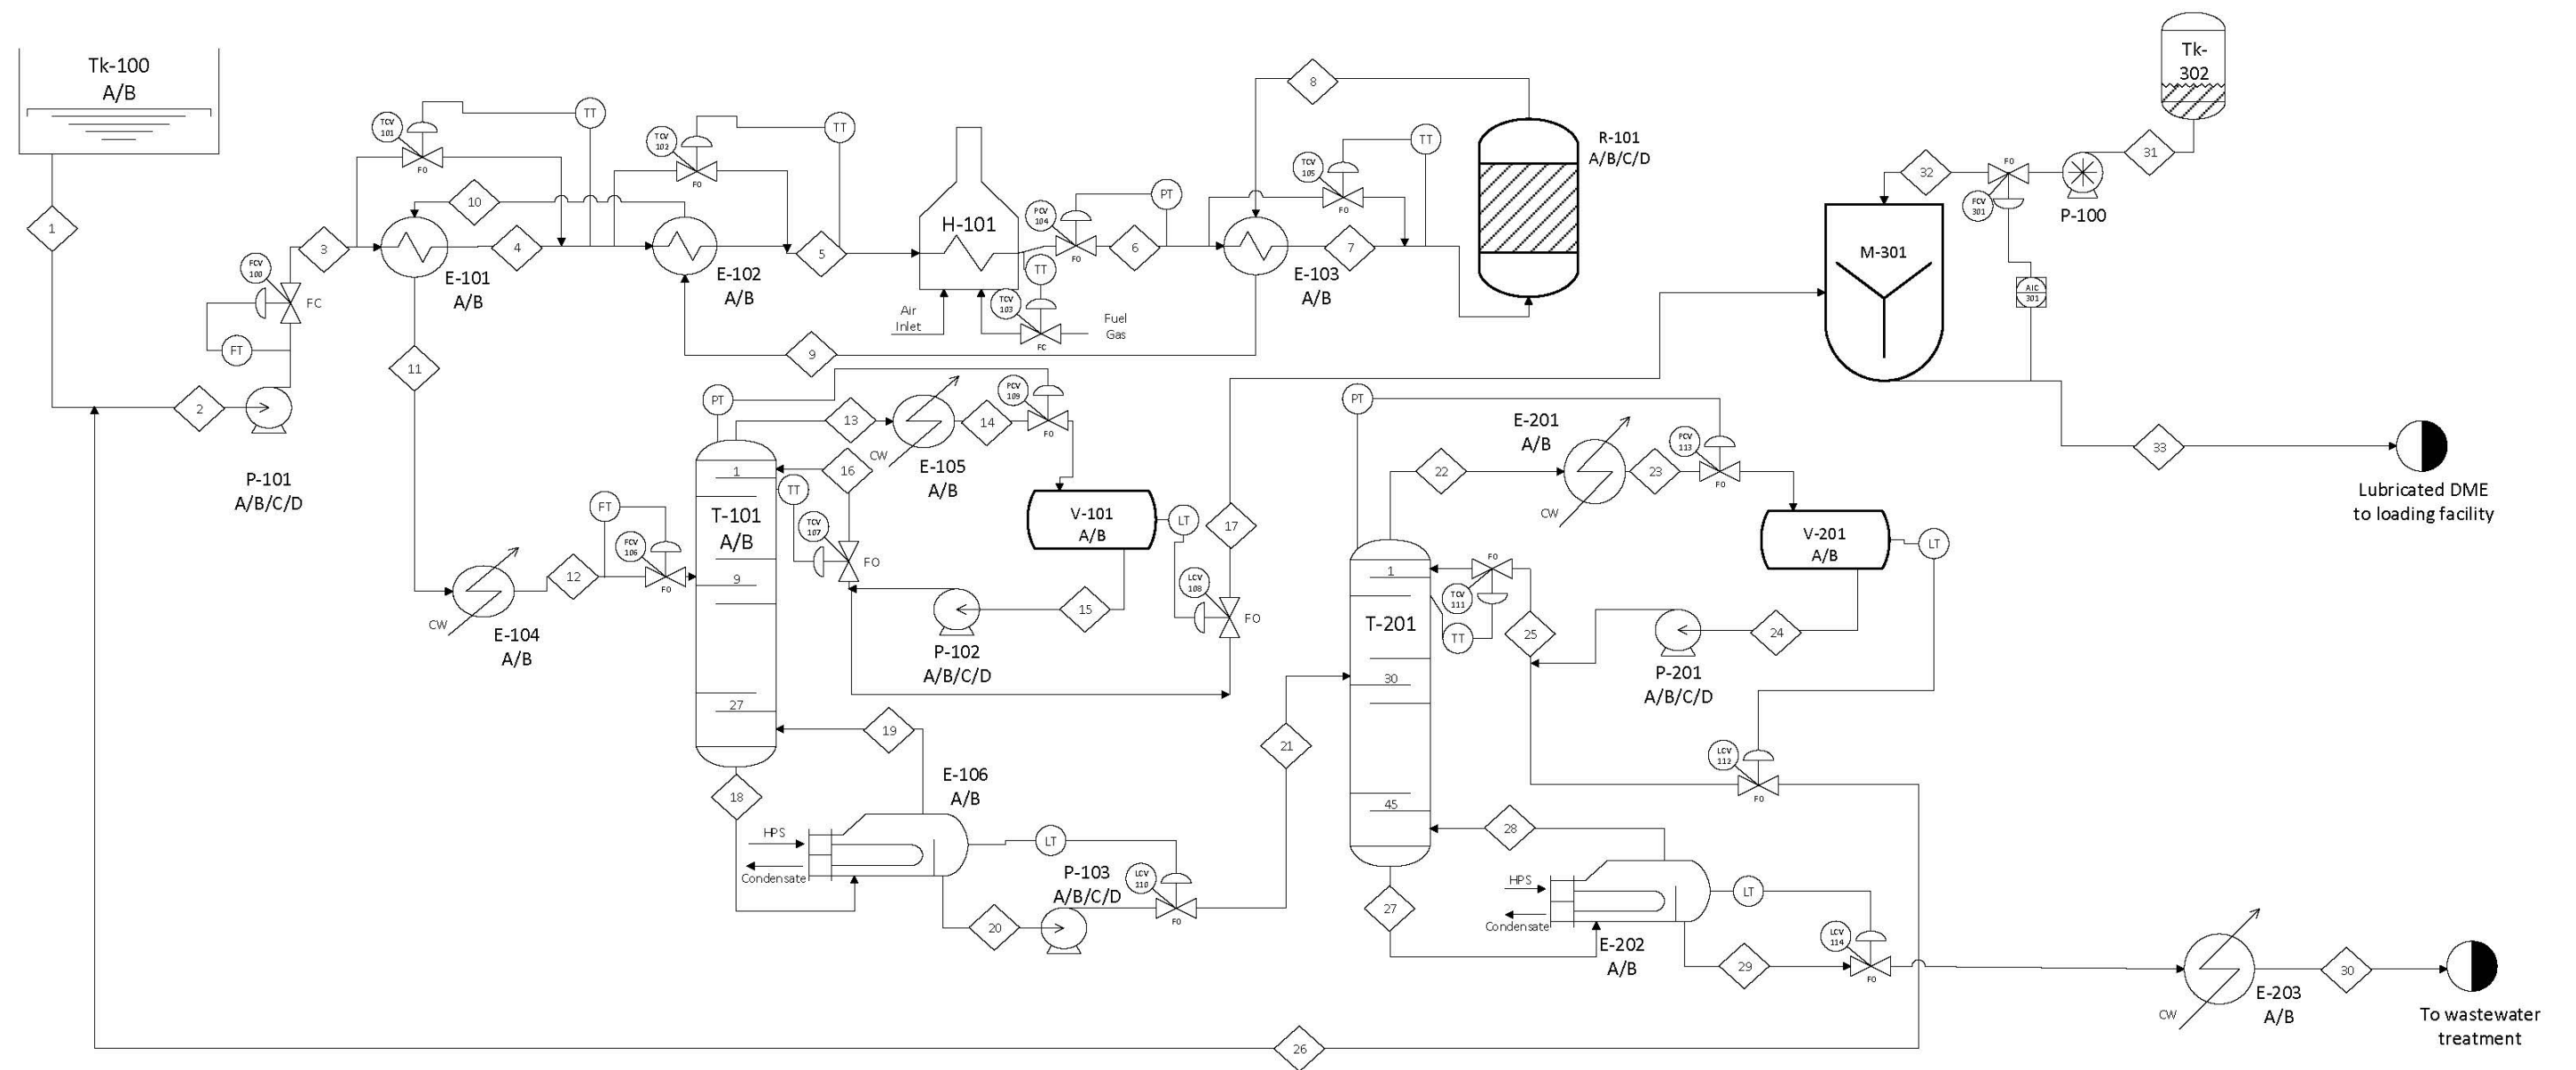 Tk-100
A/B
1
2
P-101
A/B/C/D
FT
FCV
100
FC
3
TCV
101
FO
TT
10
E-101
A/B
4
11
TCV
102
FO
TT
E-102
A/B
5
9
H-101
Air
Inlet
Fuel
Gas
TT
TCV
103
FC
PCV
104
FO
PT
6
8
E-103
A/B
7
TCV
105
FO
TT
R-101
A/B/C/D
Tk-
302
31
P-100
FO
FCV
301
32
M-301
AIC
301
33
Lubricated DME
to loading facility
CW
E-104
A/B
12
FT
FCV
106
FO
PT
T-101
A/B
1
9
27
13
CW
E-105
A/B
14
PCV
109
FO
16
TT
TCV
107
FO
V-101
A/B
LT
15
P-102
A/B/C/D
17
LCV
108
FO
18
19
HPS
Condensate
E-106
A/B
LT
20
P-103
A/B/C/D
LCV
110
FO
21
PT
T-201
1
30
45
22
CW
E-201
A/B
23
PCV
113
FO
V-201
A/B
LT
FO
TCV
111
TT
25
24
P-201
A/B/C/D
LCV
112
FO
26
27
28
HPS
Condensate
E-202
A/B
LT
29
LCV
114
FO
CW
E-203
A/B
30
To wastewater
treatment